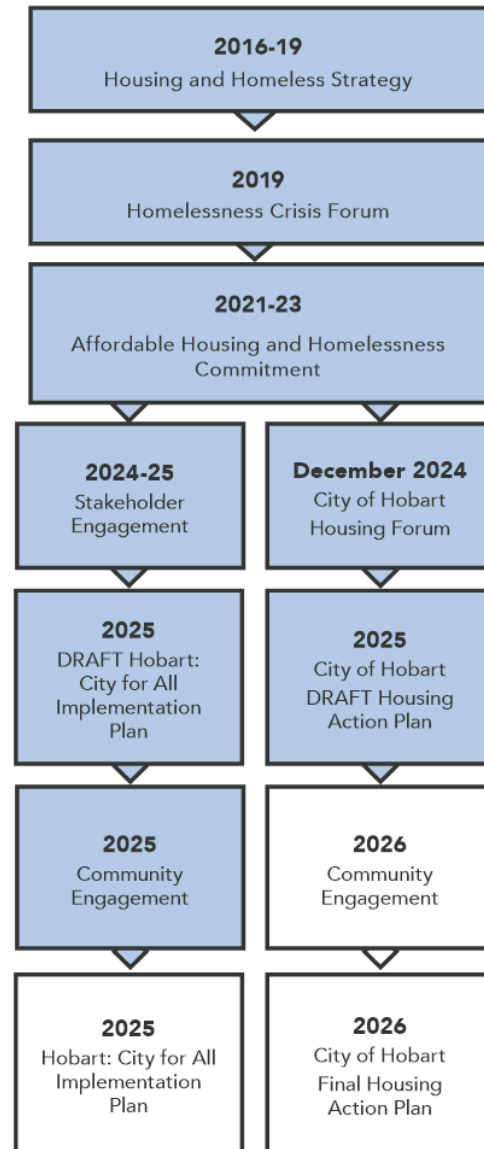 2016-19
Housing and Homeless Strategy
2019
Homelessness Crisis Forum
2021-23
Affordable Housing and Homelessness
Commitment
2024-25
Stakeholder
Engagement
December 2024
City of Hobart
Housing Forum
2025
DRAFT Hobart:
City for All
Implementation
Plan
2025
City of Hobart
DRAFT Housing
Action Plan
2025
Community
Engagement
2026
Community
Engagement
2025
Hobart: City for All
Implementation
Plan
2026
City of Hobart
Final Housing
Action Plan